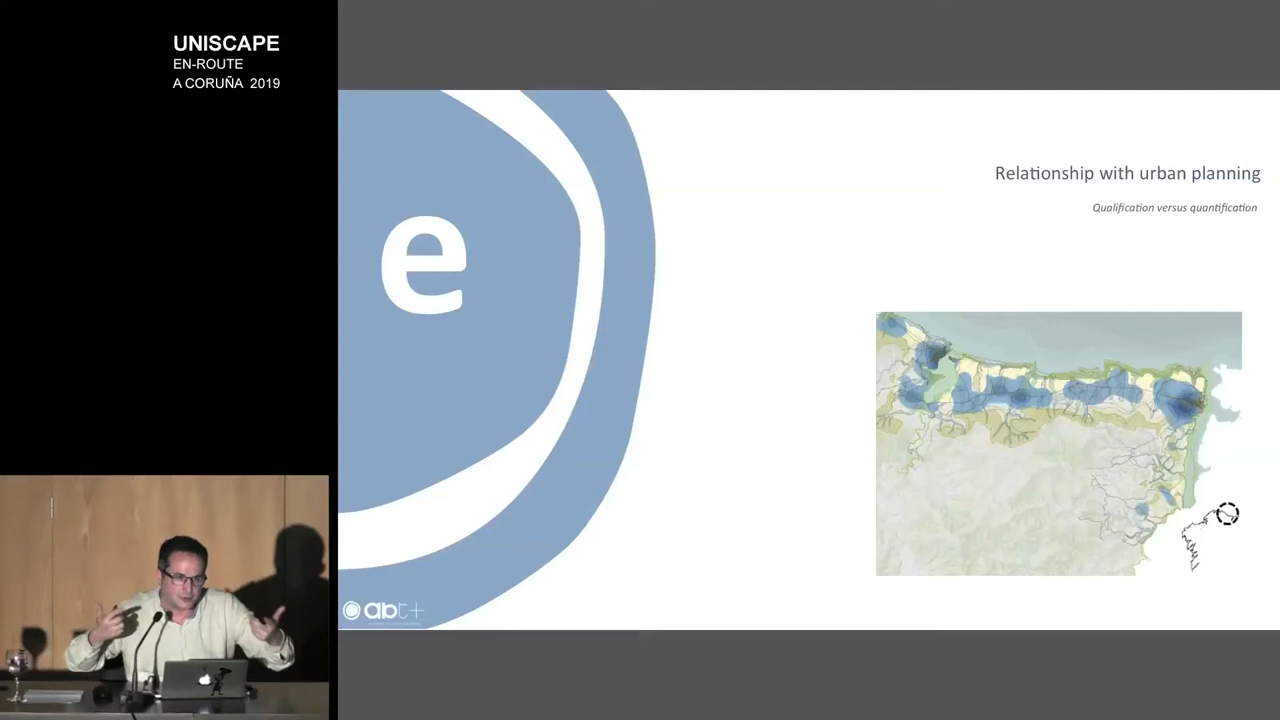 UNISCAPE
EN-ROUTE
A CORUÑA 2019
Relationship with urban planning
Qualification versus quantification
e
abt+